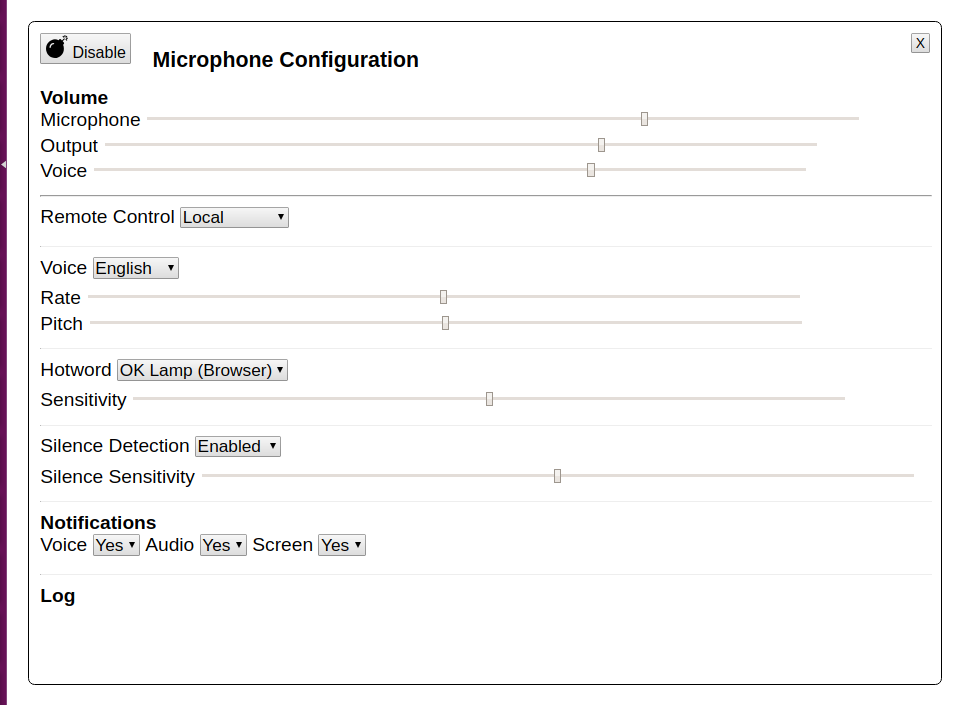 Disable
Microphone Configuration
X
Volume
Microphone
Output
Voice
Remote Control Local
Voice English
Rate
Pitch
Hotword OK Lamp (Browser)
Sensitivity
Silence Detection Enabled
Silence Sensitivity
Notifications
Voice Yes Audio Yes Screen Yes
Log